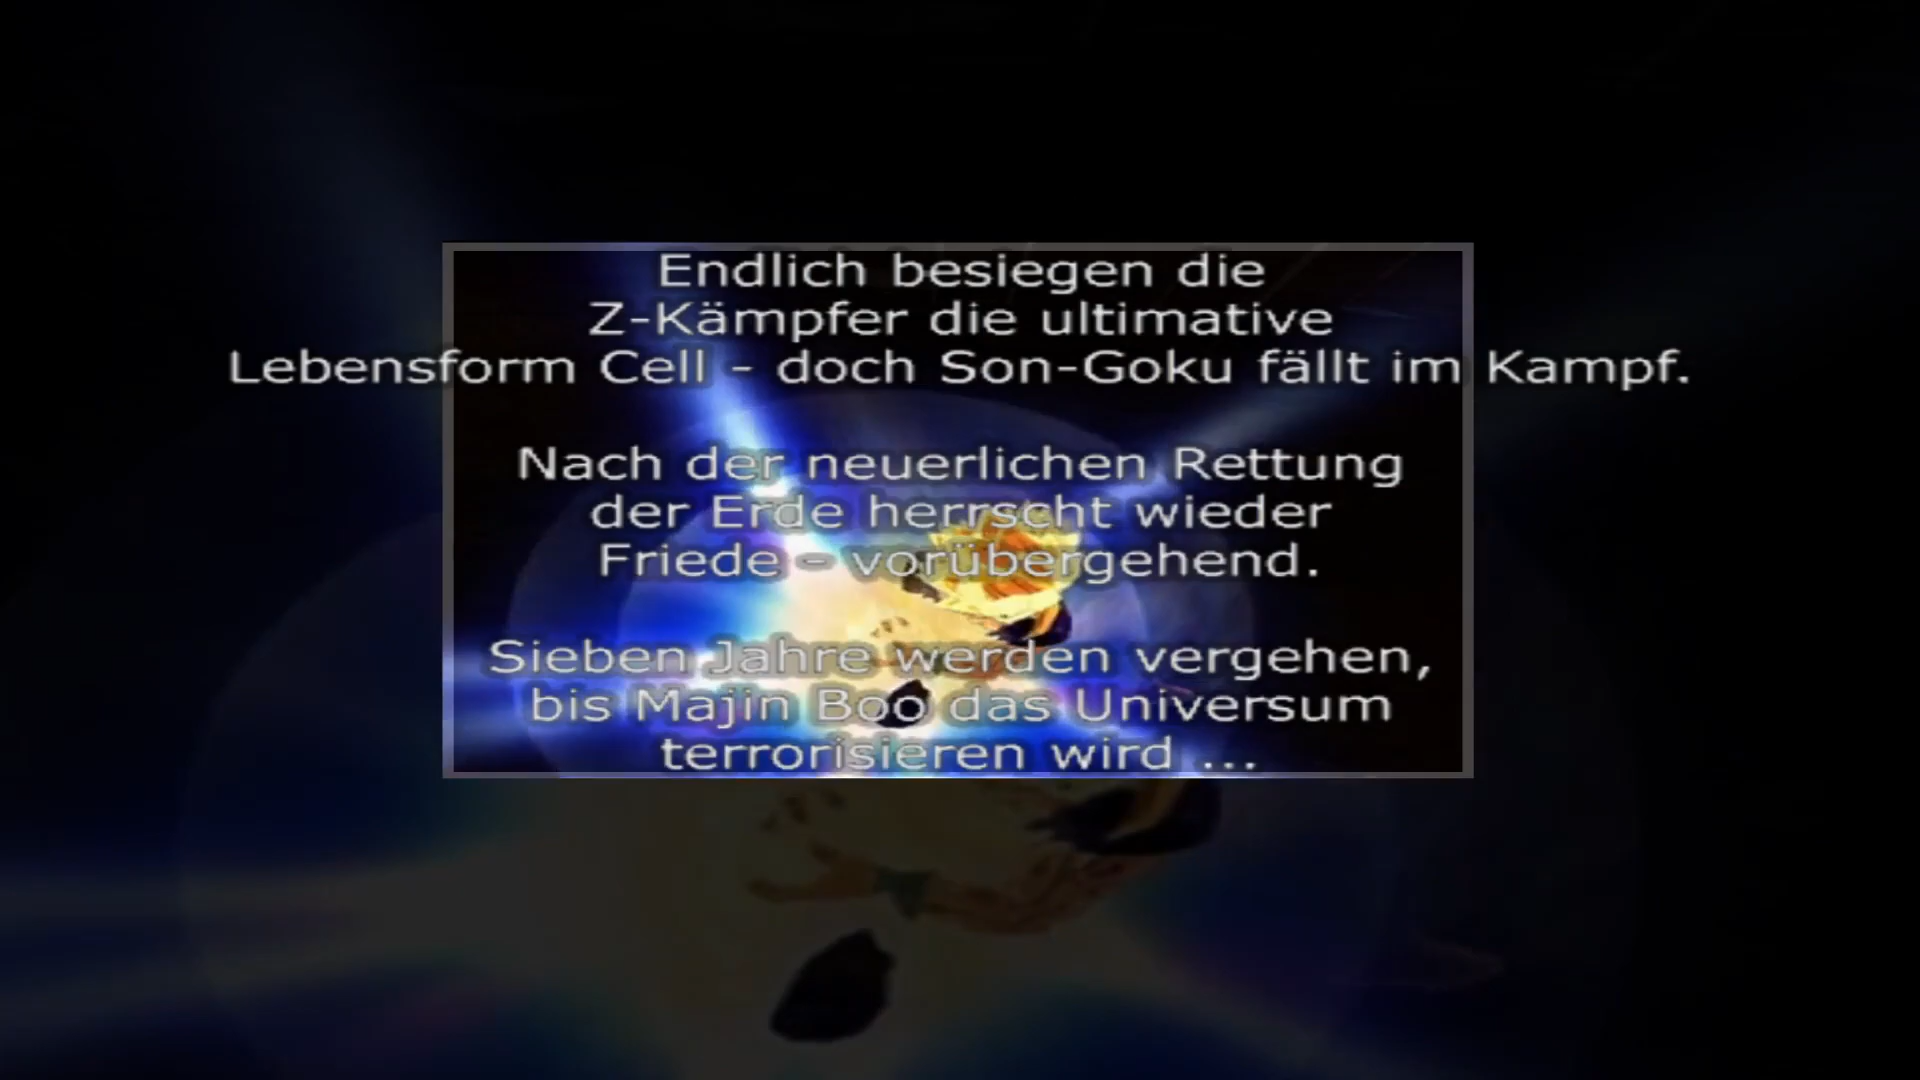 Endlich besiegen die
Z-Kämpfer die ultimative
Lebensform Cell - doch Son-Goku fällt im Kampf.
Nach der neuerlichen Rettung
der Erde herrscht wieder
Friede - vorübergehend.
Sieben Jahre werden vergehen,
bis Majin Boo das Universum
terrorisieren wird ...